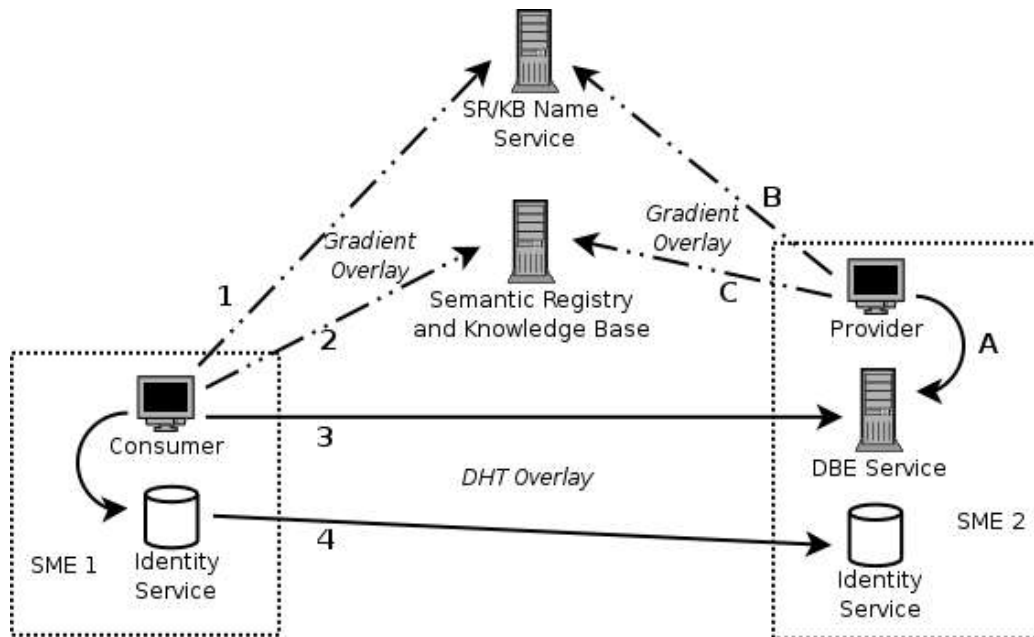 SR/KB Name
Service
B
Gradient
Overlay
Gradient
Overlay
1
C
Semantic Registry
and Knowledge Base
2
Provider
A
Consumer
3
DBE Service
DHT Overlay
4
SME 1
Identity
Service
SME 2
Identity
Service